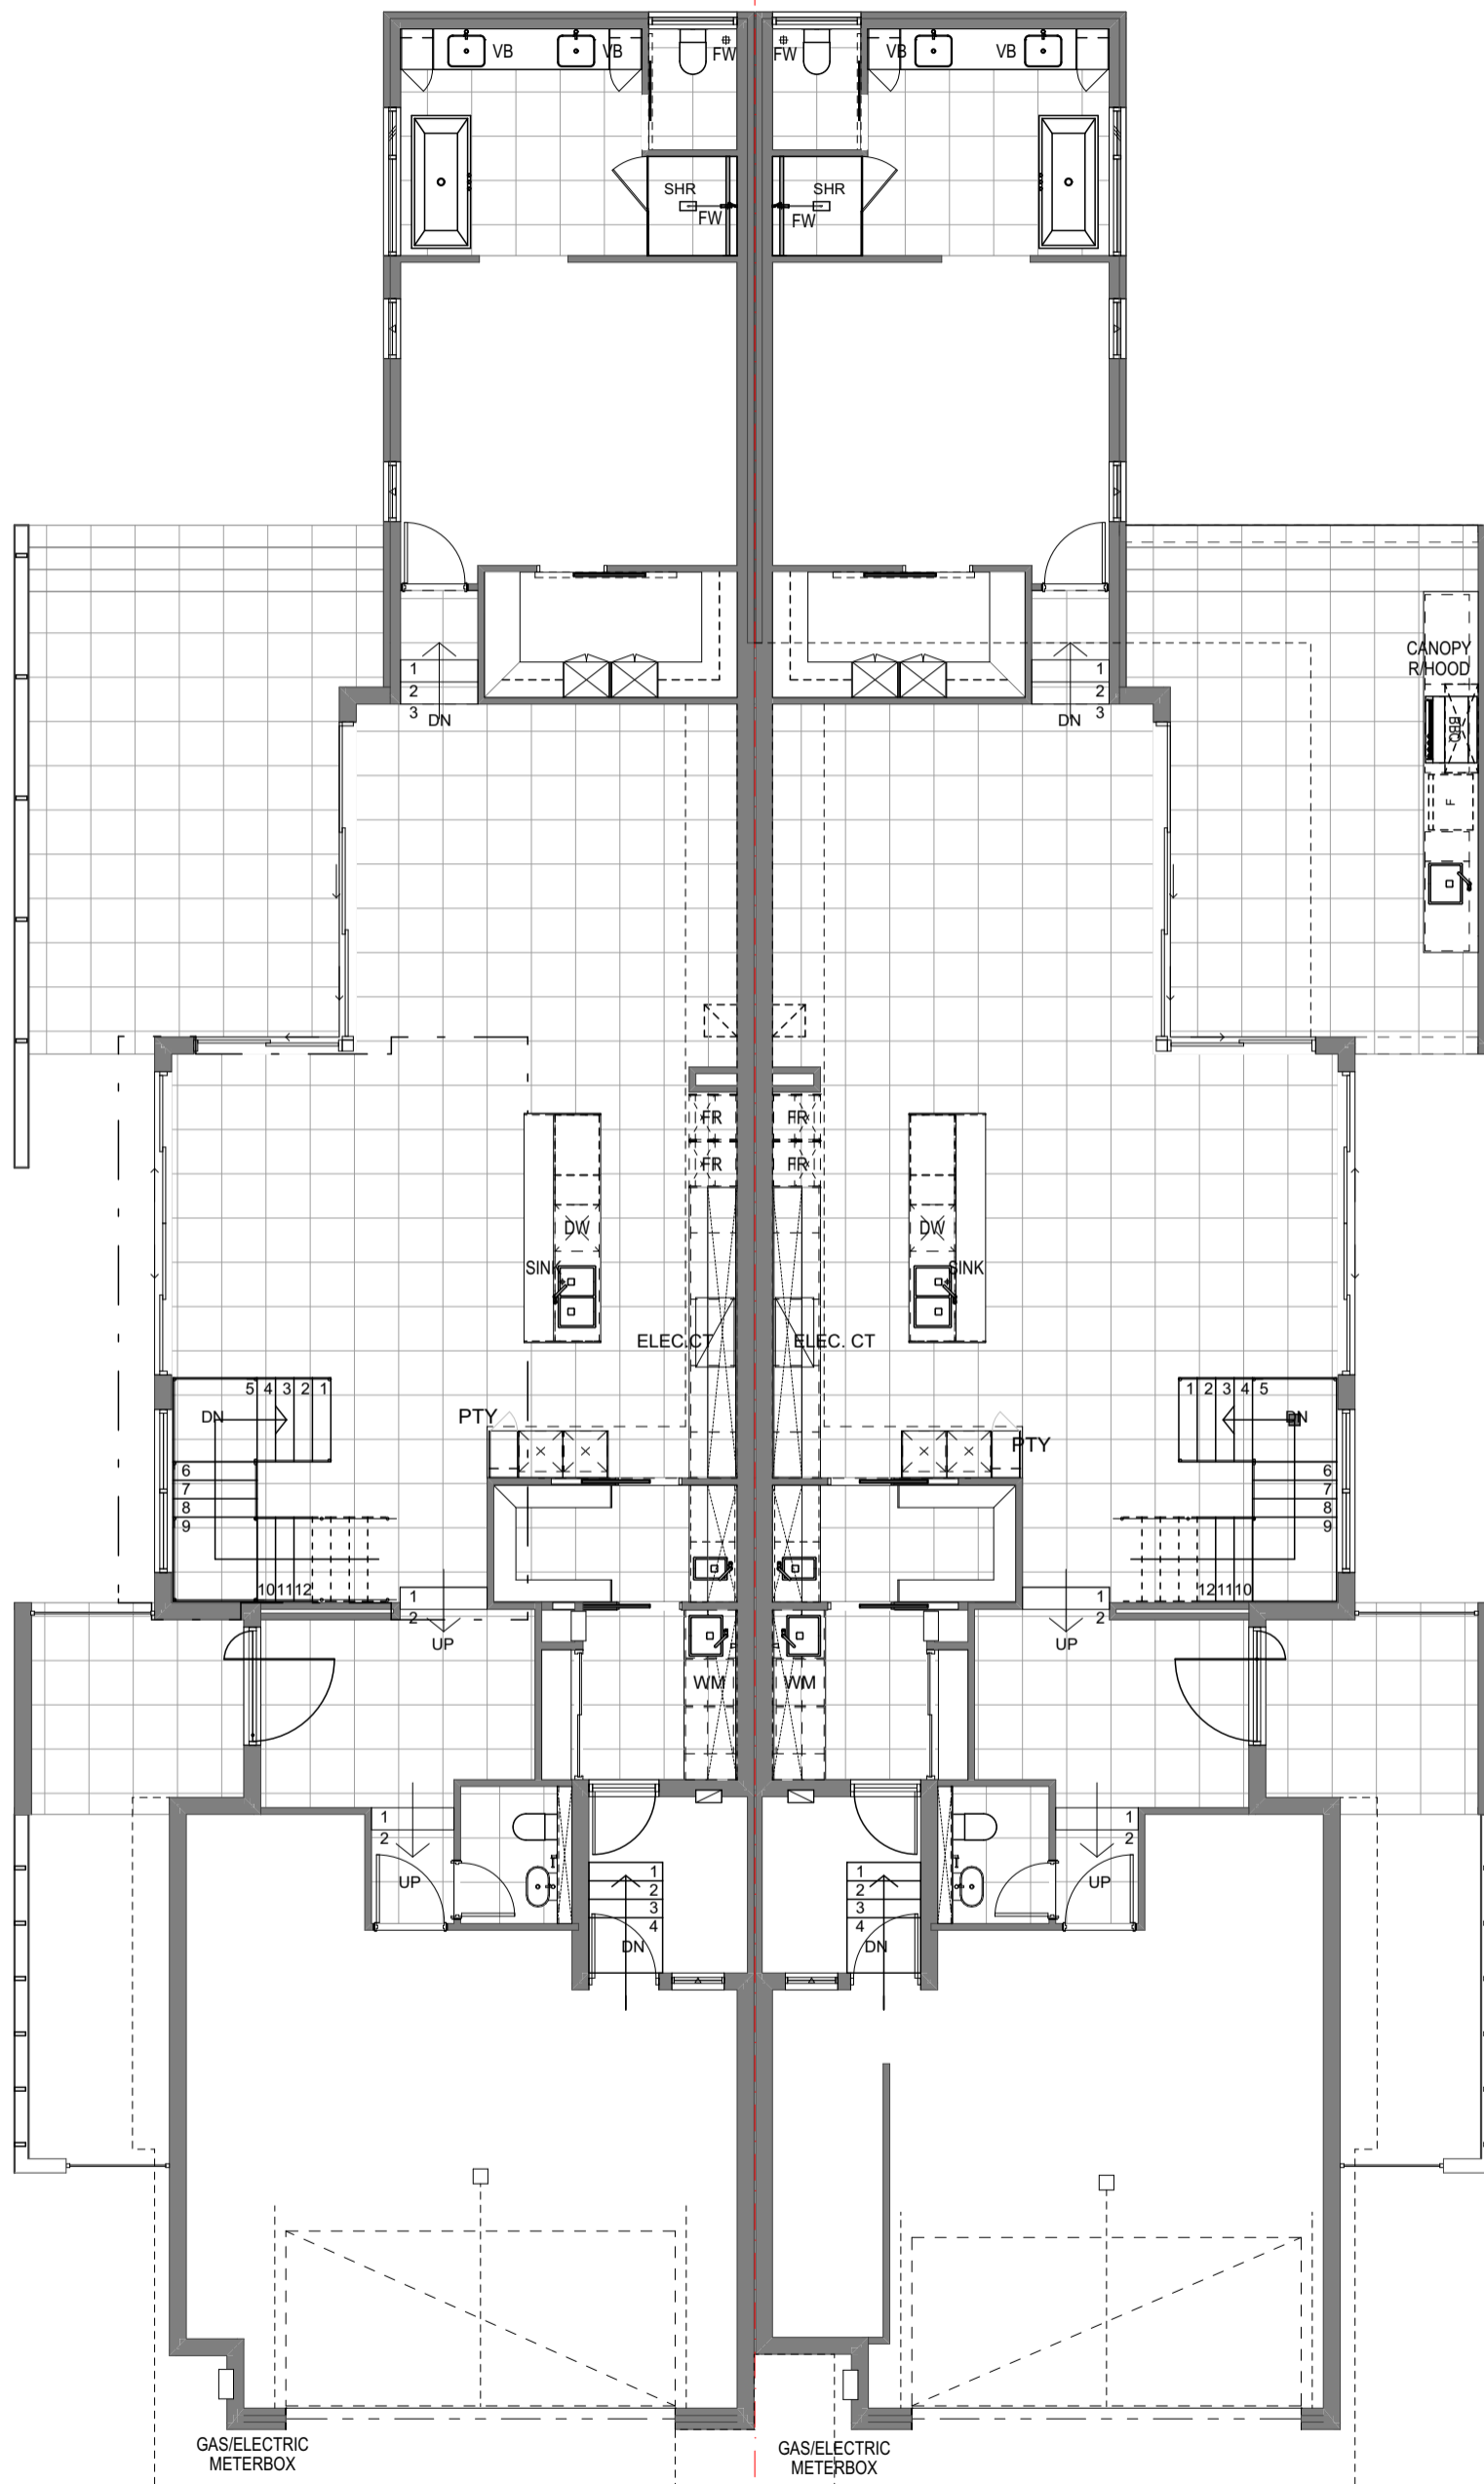 VB VB FW FW VB VB
SHR SHR
FW FW
CANOPY
R/HOOD
1 1
2 2
3 DN DN 3
BBQ
F
FR FR
FR FR
DW DW
SINK SINK
ELEC.CT ELEC. CT
5 4 3 2 1 1 2 3 4 5
DN PTY PTY DN
6 6
7 7
8 8
9 9
10 11 12 12 11 10
1 1
2 2
UP UP
WM WM
1 1
2 2
UP UP
1 1
2 2
3 3
4 4
DN DN
GAS/ELECTRIC
METERBOX
GAS/ELECTRIC
METERBOX